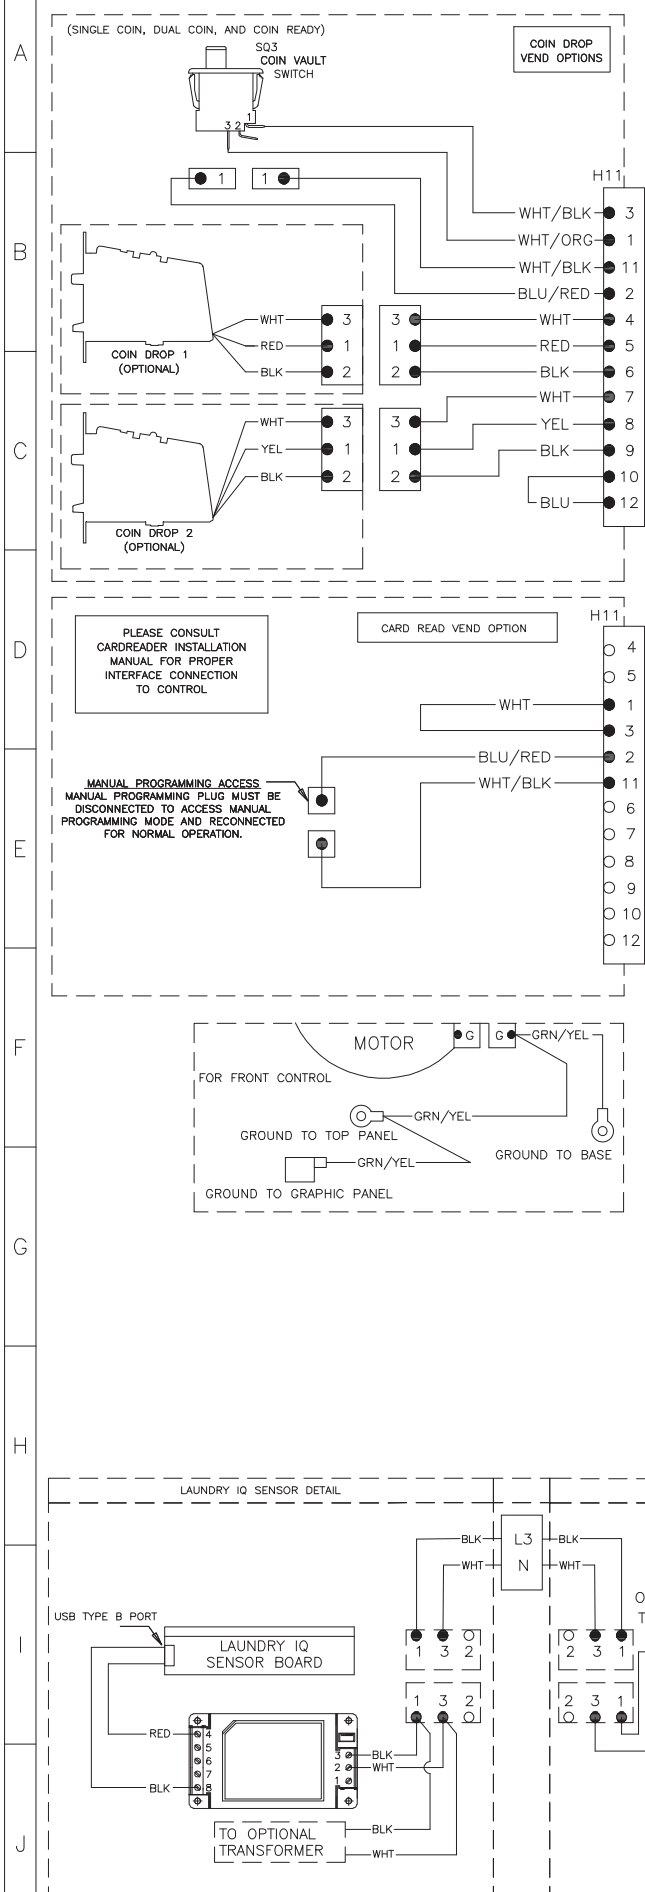 A
(SINGLE COIN, DUAL COIN, AND COIN READY)
SQ3
COIN VAULT
SWITCH
COIN DROP
VEND OPTIONS
1
3 2
1
1
H11
B
WHT/BLK 3
WHT/ORG 1
WHT/BLK 11
BLU/RED 2
WHT 3 3 WHT 4
RED 1 1 RED 5
BLK 2 2 BLK 6
COIN DROP 1
(OPTIONAL)
WHT 7
C
WHT 3 3 YEL 8
YEL 1 1 BLK 9
BLK 2 2 10
BLU 12
COIN DROP 2
(OPTIONAL)
D
H11
PLEASE CONSULT
CARDREADER INSTALLATION
MANUAL FOR PROPER
INTERFACE CONNECTION
TO CONTROL
CARD READ VEND OPTION
4
5
WHT 1
3
BLU/RED 2
WHT/BLK 11
6
7
8
9
10
12
E
MANUAL PROGRAMMING ACCESS
MANUAL PROGRAMMING PLUG MUST BE
DISCONNECTED TO ACCESS MANUAL
PROGRAMMING MODE AND RECONNECTED
FOR NORMAL OPERATION.
F
MOTOR
G G GRN/YEL
FOR FRONT CONTROL
GRN/YEL
GROUND TO TOP PANEL
GROUND TO BASE
GRN/YEL
GROUND TO GRAPHIC PANEL
G
H
LAUNDRY IQ SENSOR DETAIL
BLK L3 BLK
WHT N WHT
I
USB TYPE B PORT
LAUNDRY IQ
SENSOR BOARD
1 3 2
2 3 1
O
T
1 3 2
2 3 1
RED 4
5
6
7
BLK 8
3 BLK
2 WHT
1
J
TO OPTIONAL
TRANSFORMER
BLK
WHT